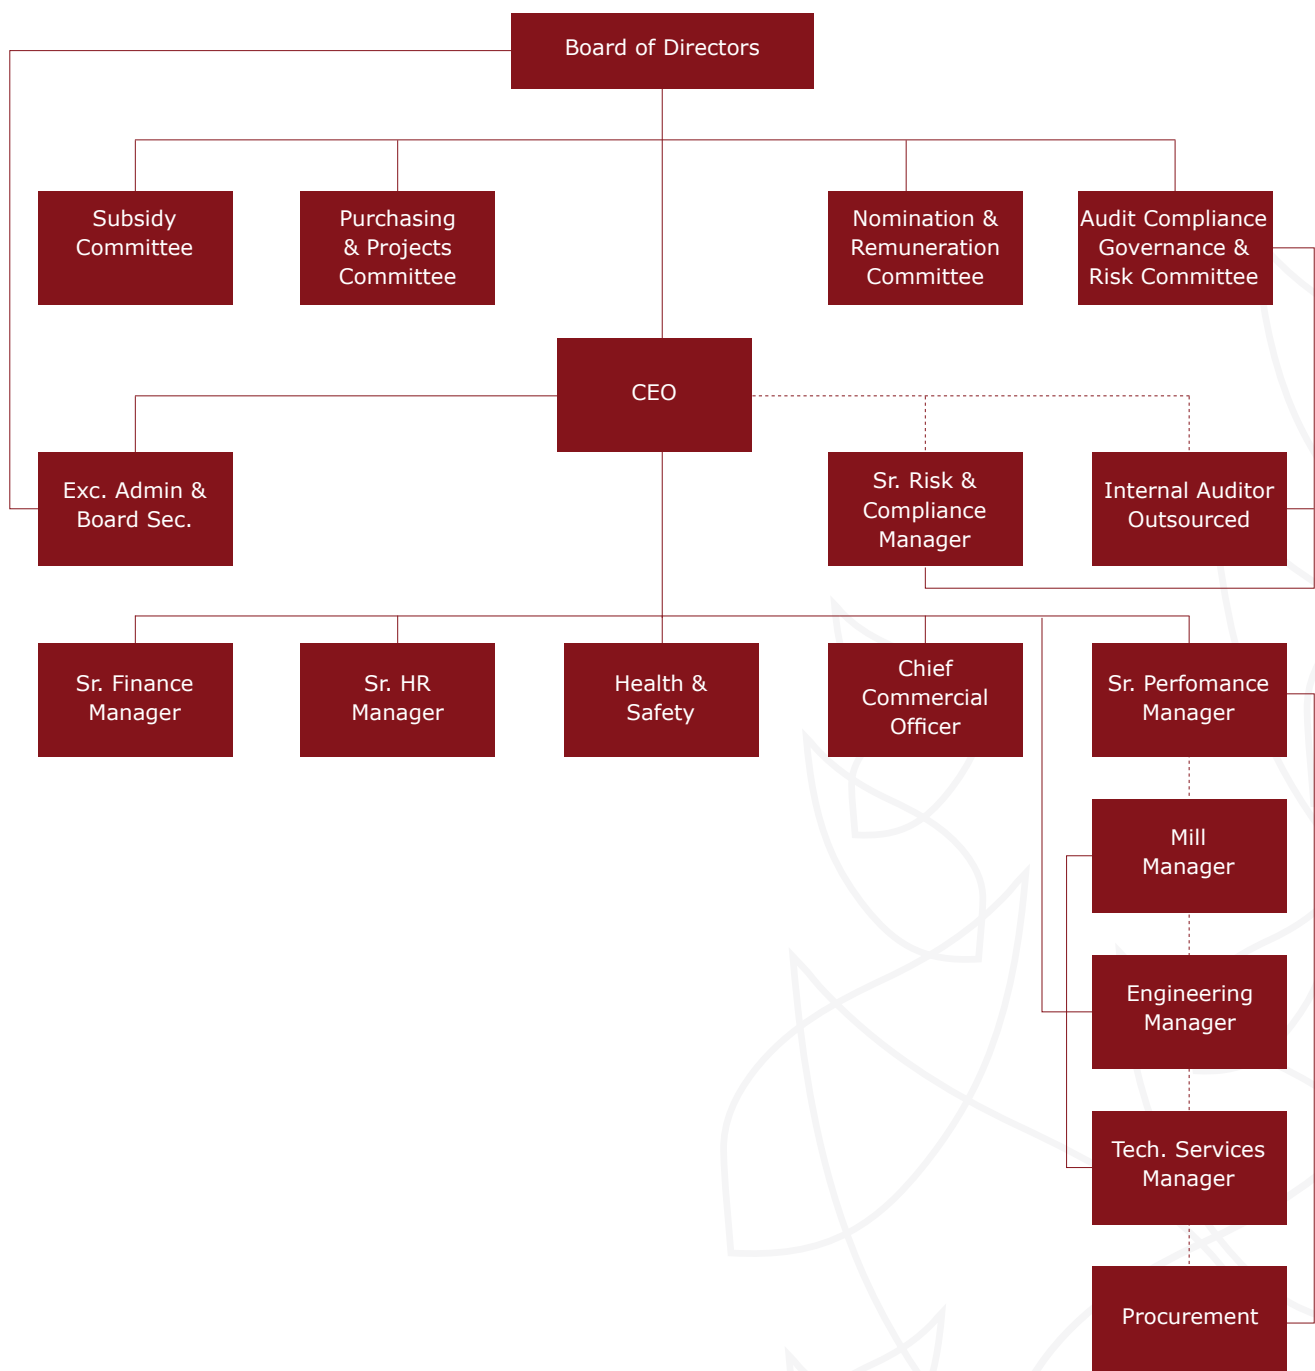 Board of Directors
Subsidy
Committee
Purchasing
& Projects
Committee
Nomination &
Remuneration
Committee
Audit Compliance
Governance &
Risk Committee
CEO
Exc. Admin &
Board Sec.
Sr. Risk &
Compliance
Manager
Internal Auditor
Outsourced
Sr. Finance
Manager
Sr. HR
Manager
Health &
Safety
Chief
Commercial
Officer
Sr. Perfomance
Manager
Mill
Manager
Engineering
Manager
Tech. Services
Manager
Procurement